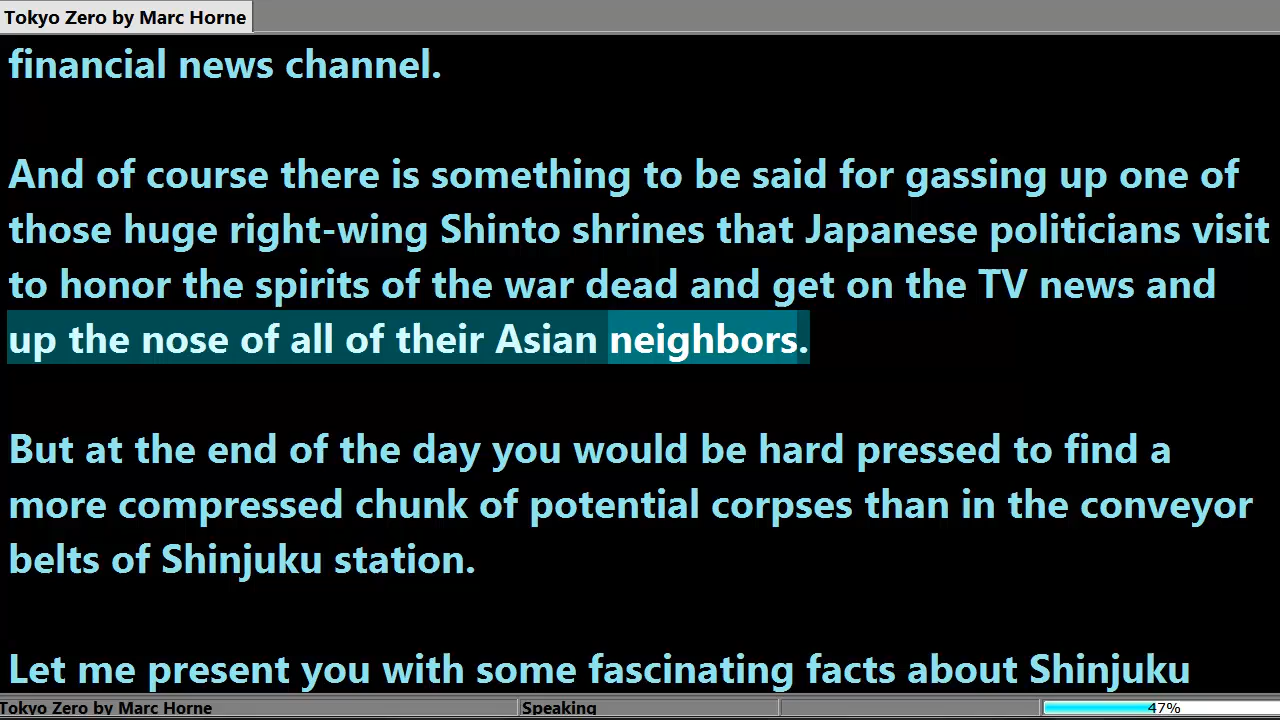 Tokyo Zero by Marc Horne
financial news channel.
And of course there is something to be said for gassing up one of
those huge right-wing Shinto shrines that Japanese politicians visit
to honor the spirits of the war dead and get on the TV news and
up the nose of all of their Asian neighbors.
But at the end of the day you would be hard pressed to find a
more compressed chunk of potential corpses than in the conveyor
belts of Shinjuku station.
Let me present you with some fascinating facts about Shinjuku
Tokyo Zero by Marc Horne Speaking 47%